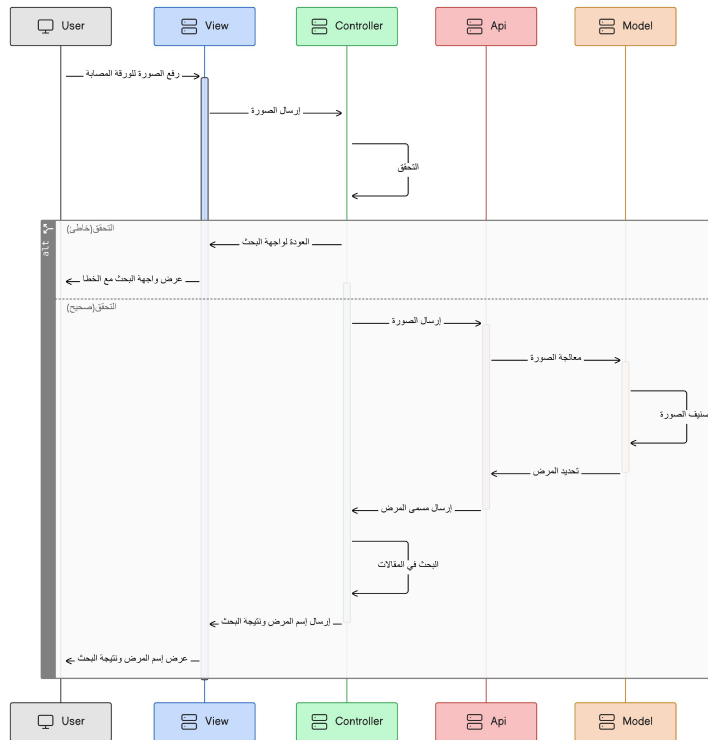 User View Controller Api Model
رفع الصورة للورقة المصابة
إرسال الصورة
التحقق
alt
التحقق(خاطئ)
العودة لواجهة البحث
عرض واجهة البحث مع الخطا
التحقق(صحيح)
إرسال الصورة
معالجة الصورة
الصورة
تحديد المرض
إرسال مسمى المرض
البحث في المقالات
إرسال إسم المرض ونتيجة البحث
عرض إسم المرض ونتيجة البحث
User View Controller Api Model